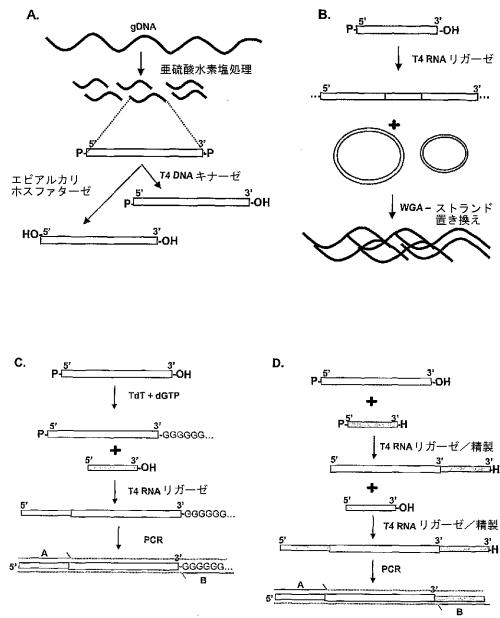 A.
gDNA
亜硫酸水素塩処理
5' 3'
P- -P
エビアルカリ
ホスファターゼ
T4 DNA キナーゼ
5' 3'
P- -OH
5' 3'
HO- -OH
B.
5' 3'
P- -OH
T4 RNA リガーゼ
... ...
+
WGA－ストランド
置き換え
C.
5' 3'
P- -OH
TdT + dGTP
5' 3'
P- -GGGGGG...
+
5' 3'
-OH
T4 RNA リガーゼ
5' 3'
-GGGGGG...
PCR
A
5' 3' -GGGGGG...
B
D.
5' 3'
P- -OH
+
5' 3'
P- -H
T4 RNA リガーゼ／精製
5' 3' 3'
-H
+
5' 3'
-OH
T4 RNA リガーゼ／精製
5' 3' 3'
-H
PCR
A
5' 3' 3'
B